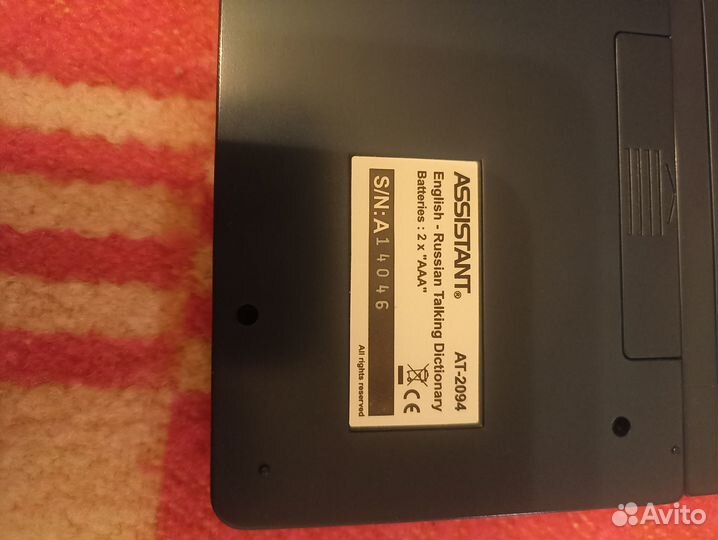 ASSISTANT® AT-2094
English - Russian Talking Dictionary
Batteries : 2 x "AAA"
CE
S/N: A14046
All rights reserved
Avito